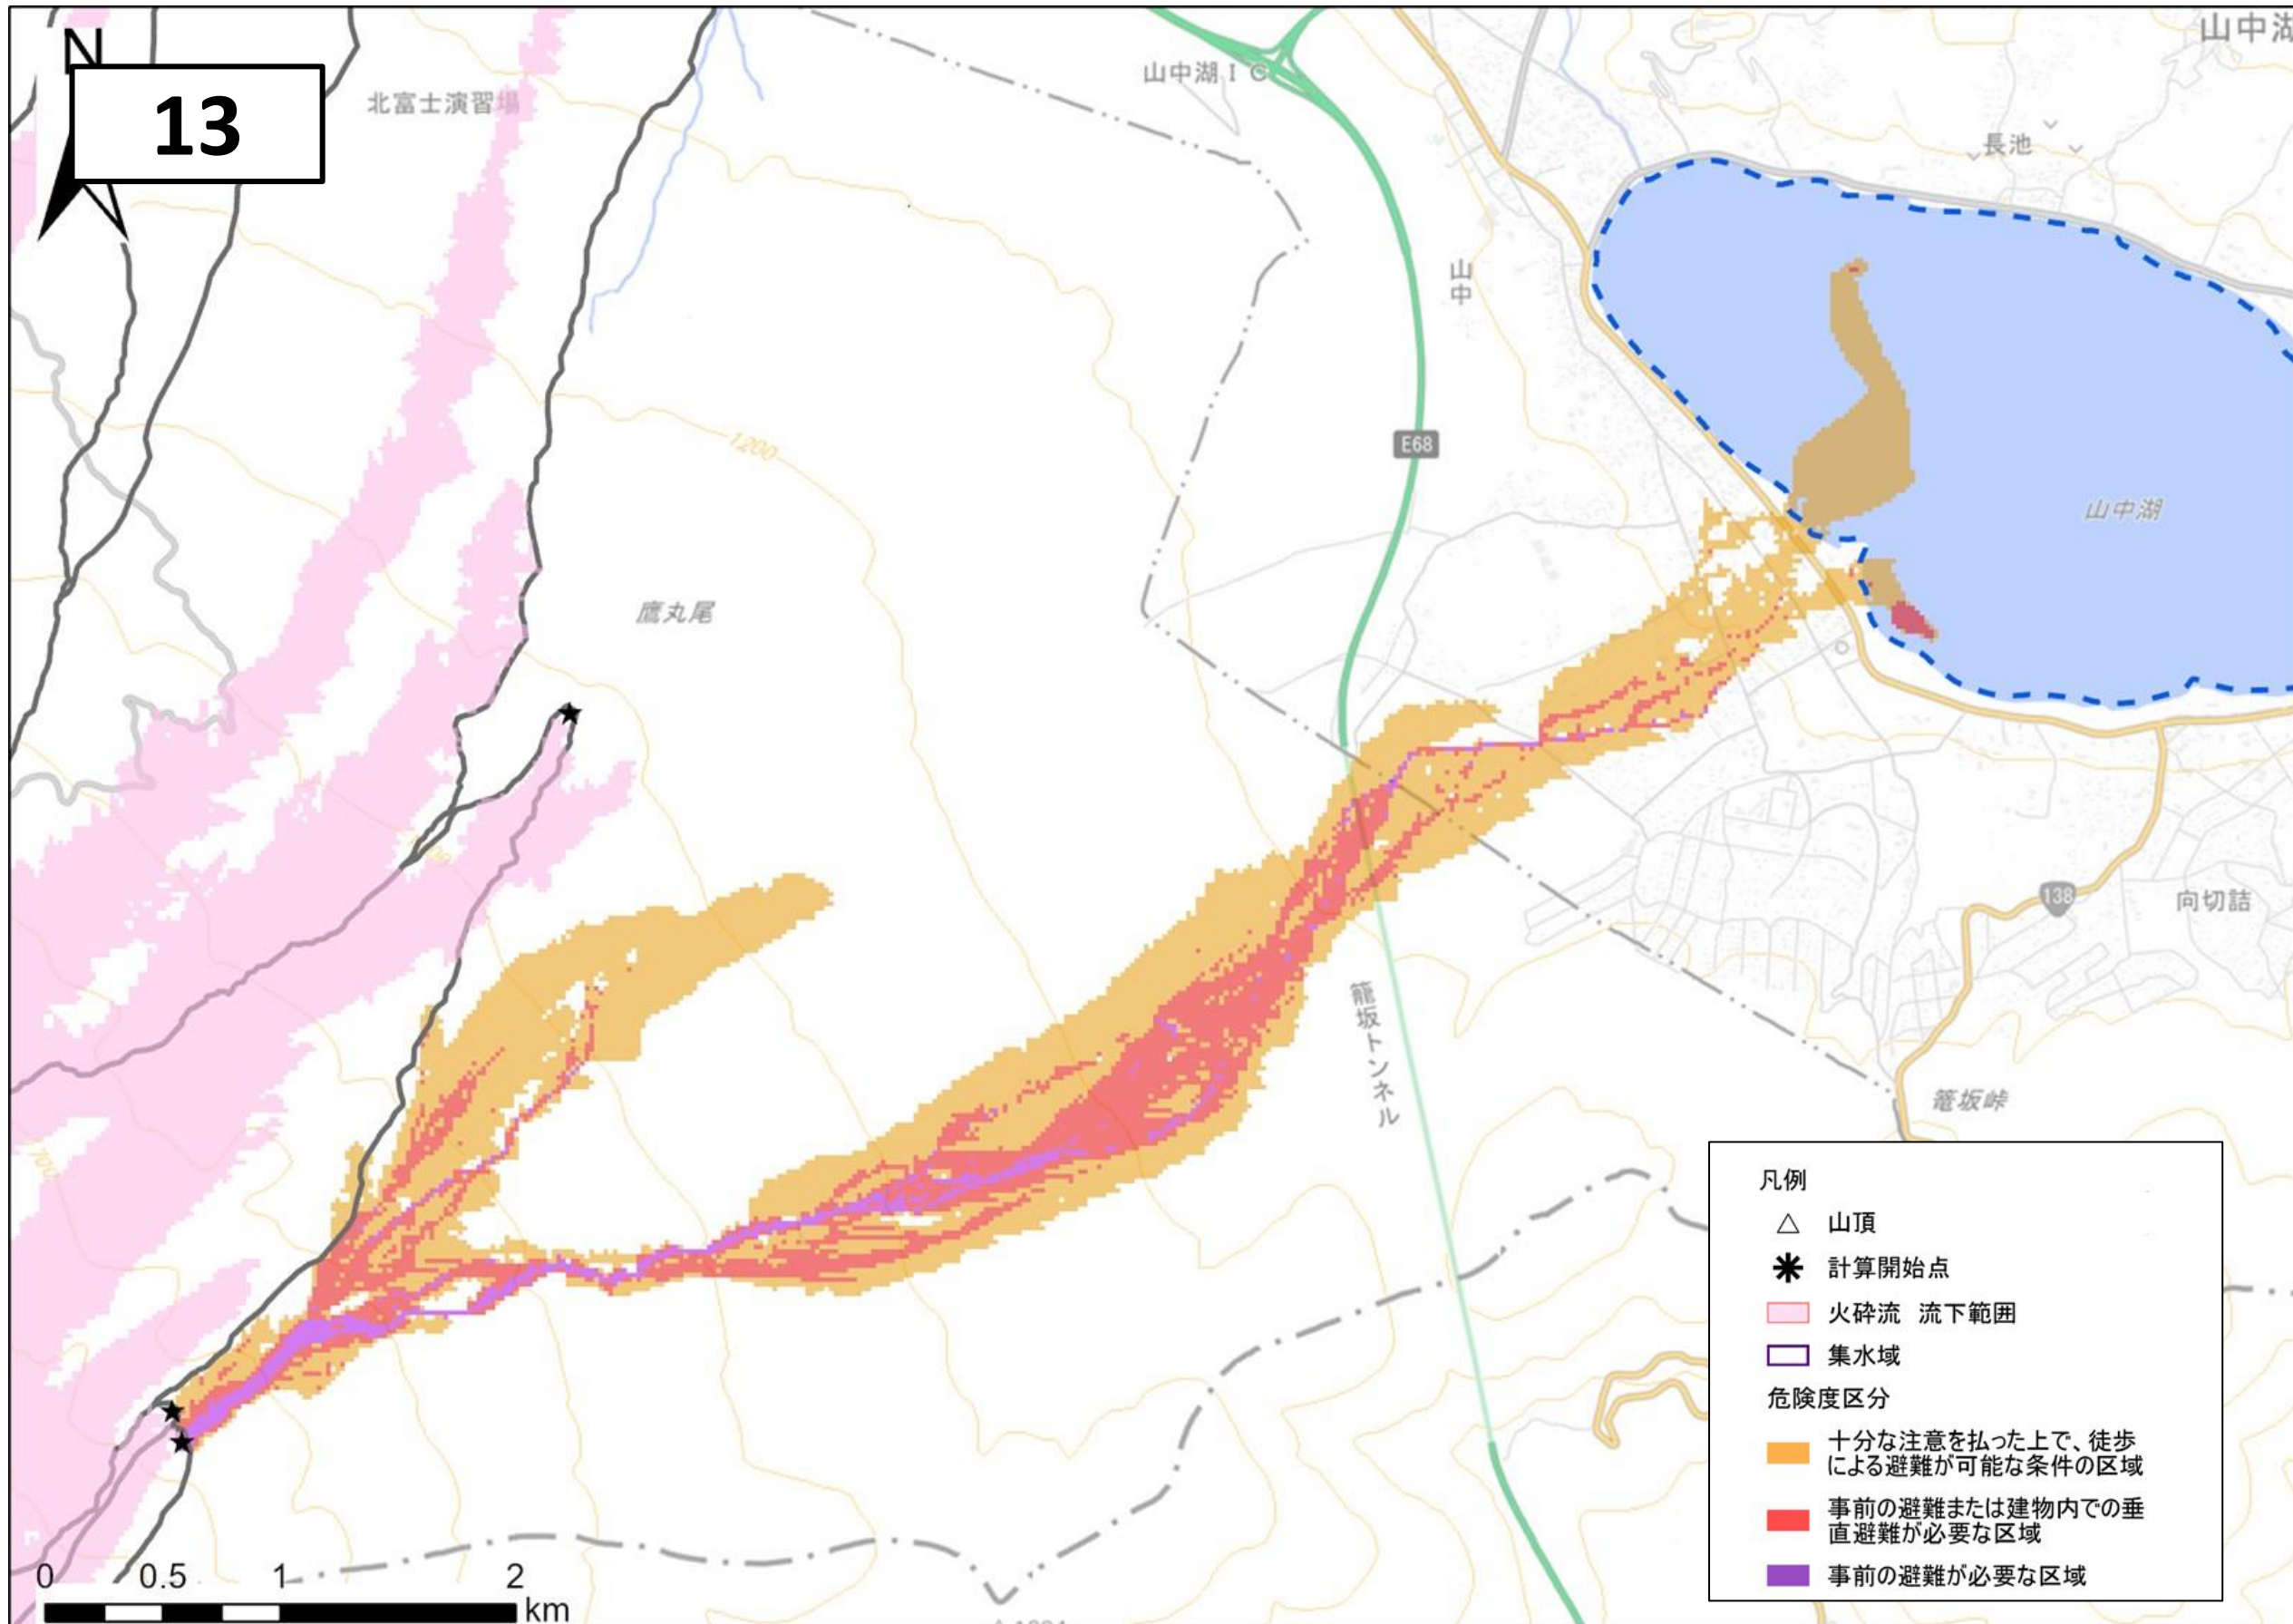 N
13
北富士演習場
山中湖ＩＣ
山中湖
長池
山中
1200
E68
山中湖
鷹丸尾
138
向切詰
籠坂トンネル
篭坂峠
凡例
山頂
計算開始点
火砕流 流下範囲
集水域
危険度区分
十分な注意を払った上で、徒歩
による避難が可能な条件の区域
事前の避難または建物内での垂
直避難が必要な区域
事前の避難が必要な区域
0 0.5 1 2
km